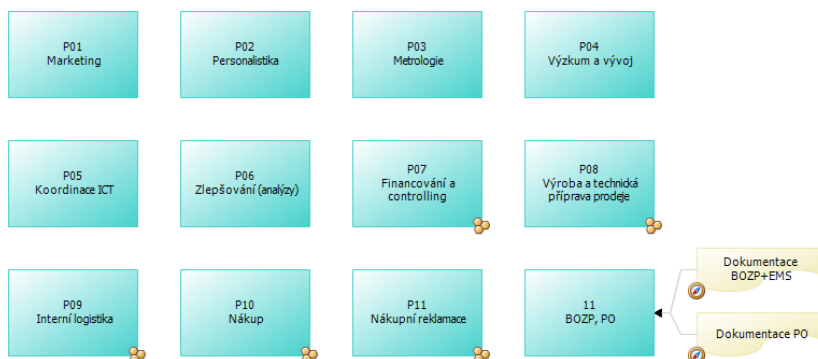 P01
Marketing
P02
Personalistika
P03
Metrologie
P04
Výzkum a vývoj
P05
Koordinace ICT
P06
Zlepšování (analýzy)
P07
Financování a
controlling
P08
Výroba a technická
příprava prodeje
P09
Interní logistika
P10
Nákup
P11
Nákupní reklamace
11
BOZP, PO
Dokumentace
BOZP+EMS
Dokumentace PO